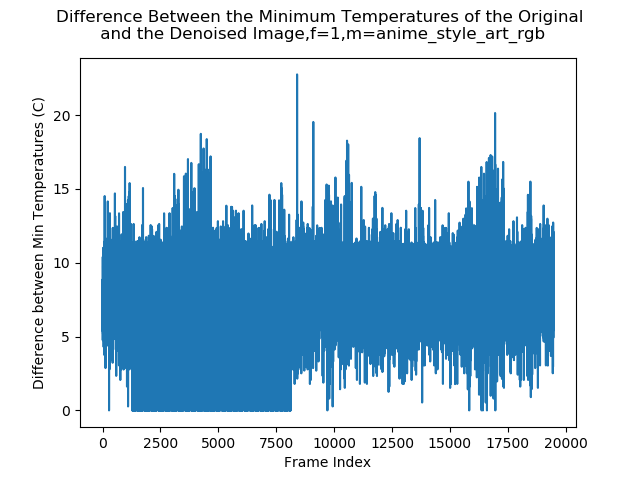 Difference Between the Minimum Temperatures of the Original
and the Denoised Image,f=1,m=anime_style_art_rgb
Difference between Min Temperatures (C)
20
15
10
5
0
0 2500 5000 7500 10000 12500 15000 17500 20000
Frame Index